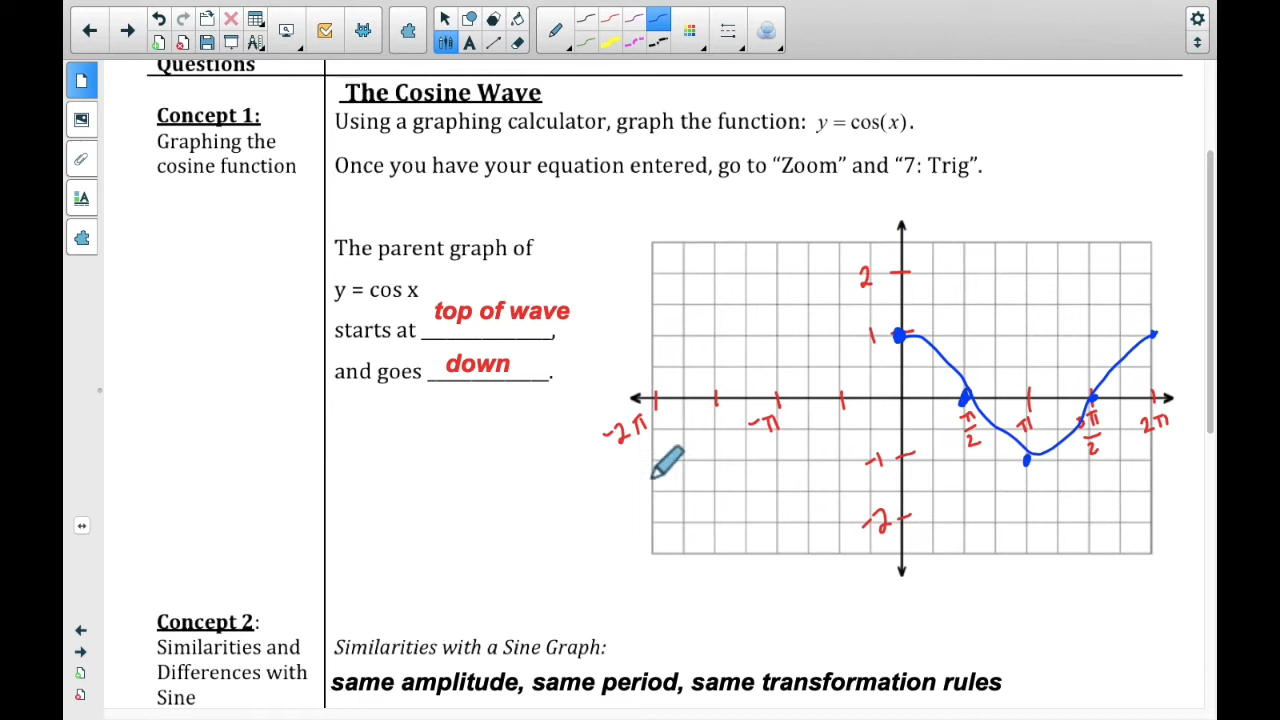 Questions
The Cosine Wave
Concept 1:
Graphing the
cosine function
Using a graphing calculator, graph the function: y = cos(x).
Once you have your equation entered, go to “Zoom” and “7: Trig”.
The parent graph of
y = cos x
top of wave
starts at ____________,
down
and goes ____________.
2
1
-2π
-π
π/2
π
3π/2
2π
-1
-2
Concept 2:
Similarities and
Differences with
Sine
Similarities with a Sine Graph:
same amplitude, same period, same transformation rules